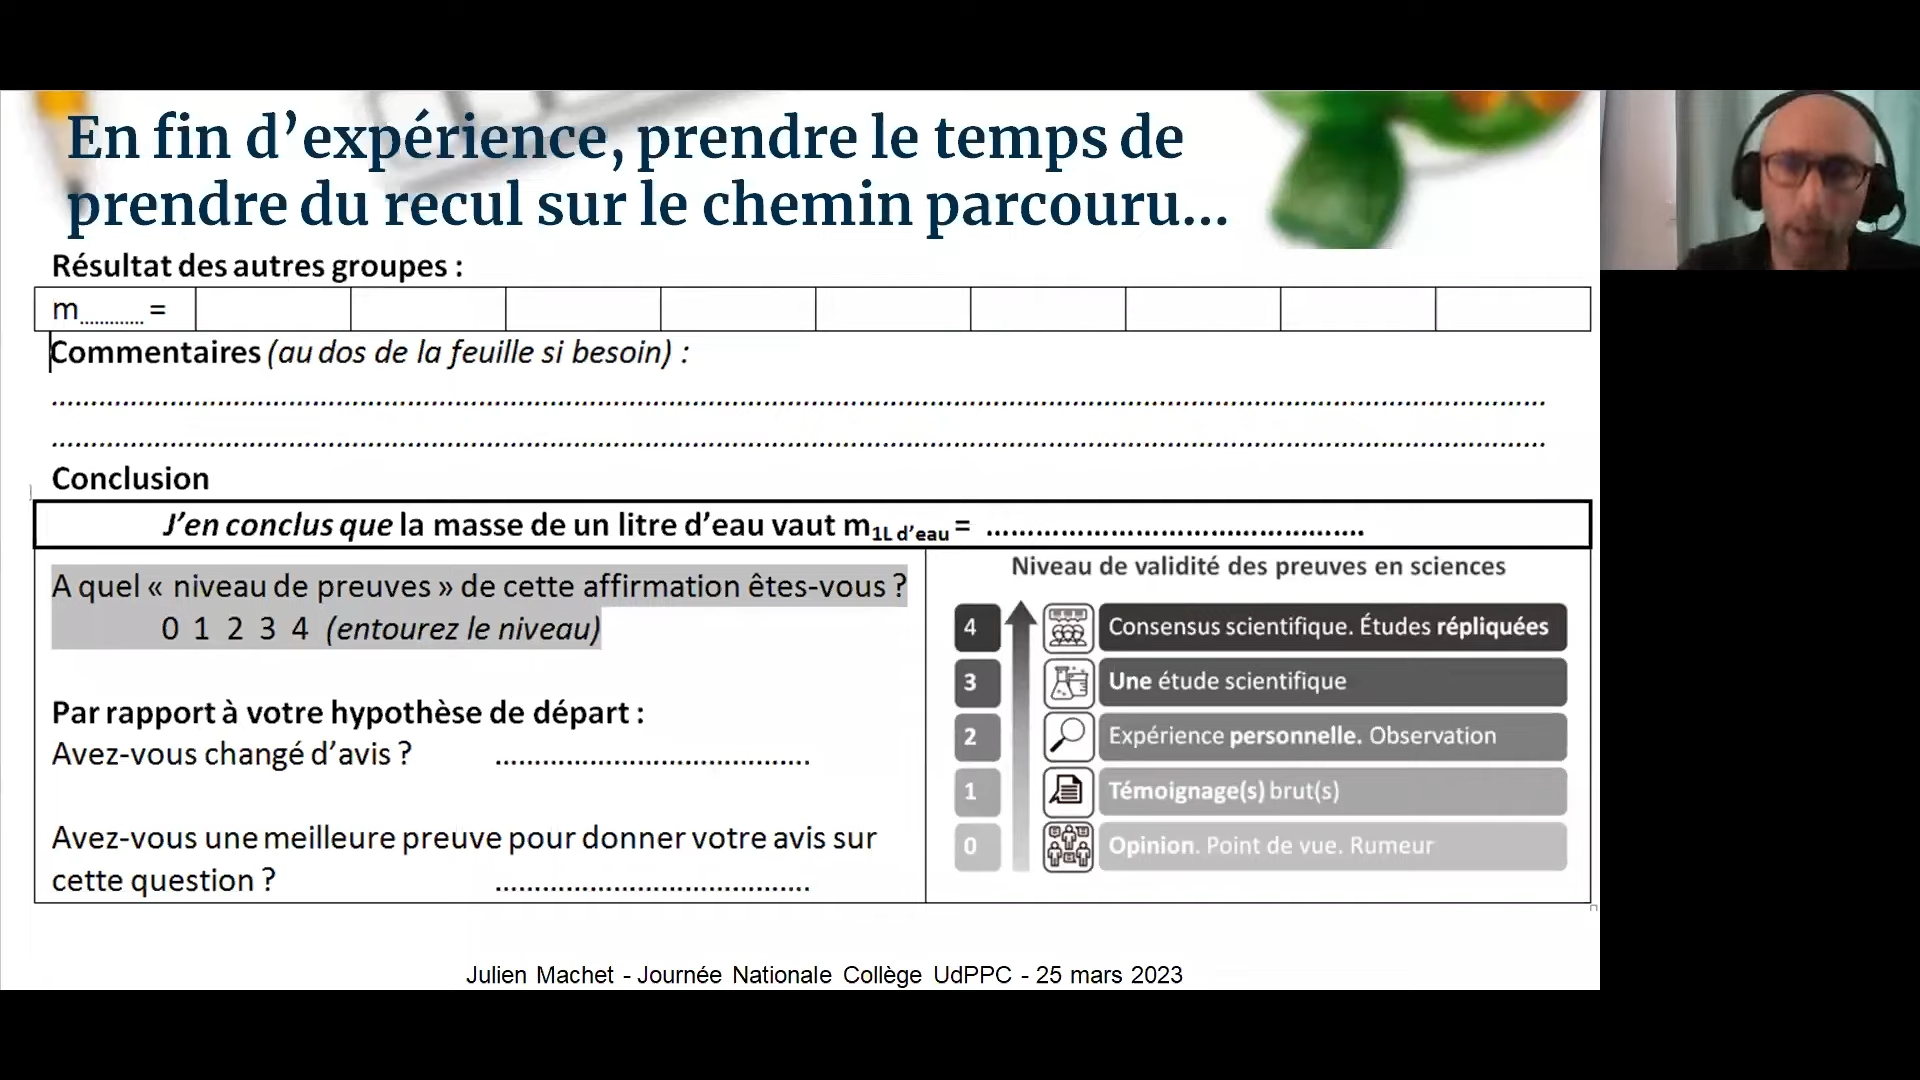 En fin d’expérience, prendre le temps de
prendre du recul sur le chemin parcouru...
Résultat des autres groupes :
m............. =
Commentaires (au dos de la feuille si besoin) :
Conclusion
J’en conclus que la masse de un litre d’eau vaut m1L d’eau = ..............................................
A quel « niveau de preuves » de cette affirmation êtes-vous ?
0 1 2 3 4 (entourez le niveau)
Par rapport à votre hypothèse de départ :
Avez-vous changé d’avis ? .......................................
Avez-vous une meilleure preuve pour donner votre avis sur
cette question ? .......................................
Niveau de validité des preuves en sciences
4 Consensus scientifique. Études répliquées
3 Une étude scientifique
2 Expérience personnelle. Observation
1 Témoignage(s) brut(s)
0 Opinion. Point de vue. Rumeur
Julien Machet - Journée Nationale Collège UdPPC - 25 mars 2023